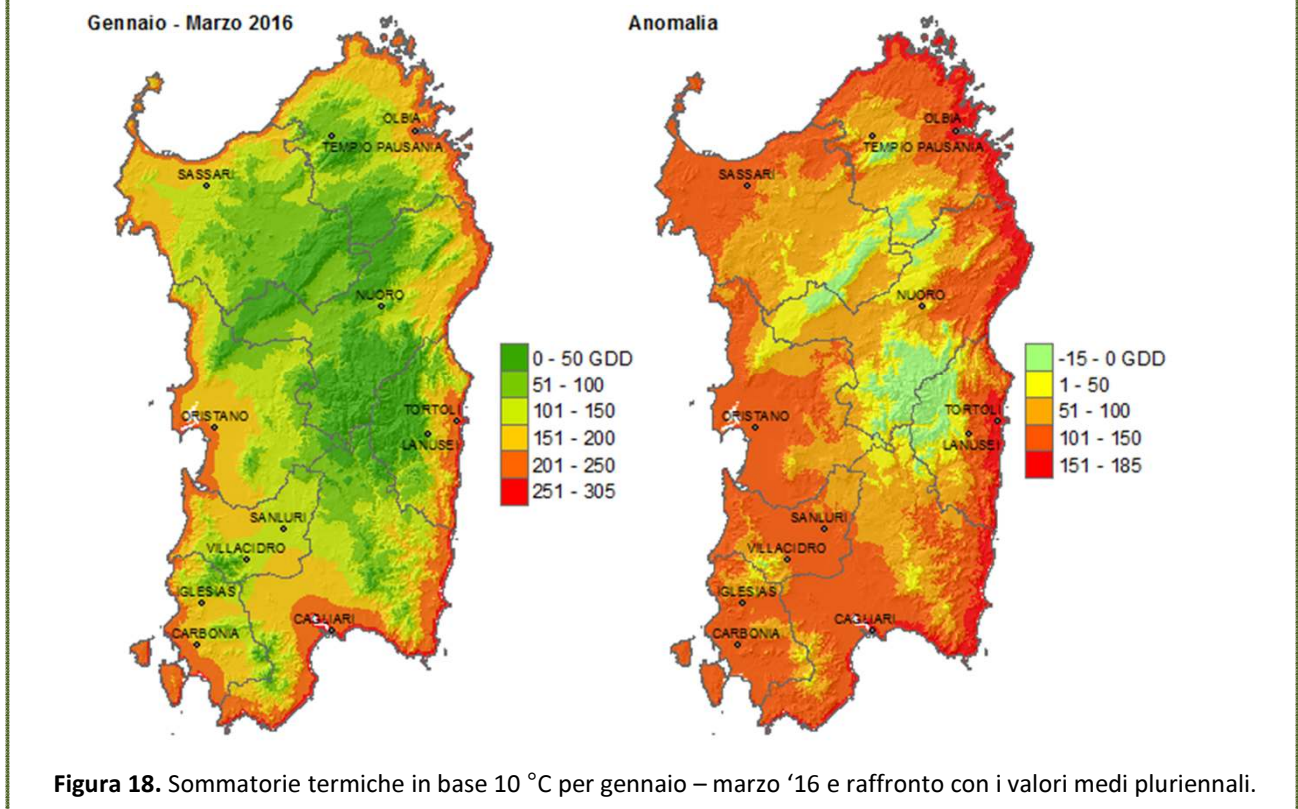 Gennaio - Marzo 2016
Anomalia
OLBIA
TEMPIO PAUSANIA
SASSARI
NUORO
ORISTANO
TORTOLI
LANUSEI
SANLURI
VILLACIDRO
IGLESIAS
CARBONIA
CAGLIARI
0 - 50 GDD
51 - 100
101 - 150
151 - 200
201 - 250
251 - 305
OLBIA
TEMPIO PAUSANIA
SASSARI
NUORO
ORISTANO
TORTOLI
LANUSEI
SANLURI
VILLACIDRO
IGLESIAS
CARBONIA
CAGLIARI
-15 - 0 GDD
1 - 50
51 - 100
101 - 150
151 - 185
Figura 18. Sommatorie termiche in base 10 °C per gennaio – marzo ‘16 e raffronto con i valori medi pluriennali.